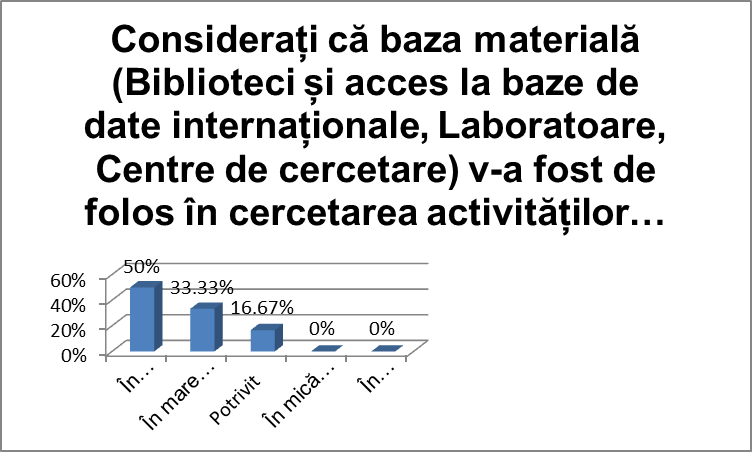 Considerați că baza materială
(Biblioteci și acces la baze de
date internaționale, Laboratoare,
Centre de cercetare) v-a fost de
folos în cercetarea activităților…
60%
40%
20%
0%
50%
33.33%
16.67%
0%
0%
În…
În mare…
Potrivit
În mică…
În…